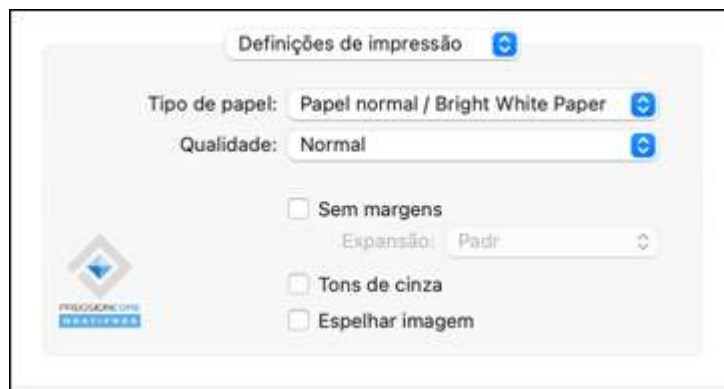 Definições de impressão
Tipo de papel: Papel normal / Bright White Paper
Qualidade: Normal
Sem margens
Expansão: Padr
Tons de cinza
Espelhar imagem
PRECISIONCORE